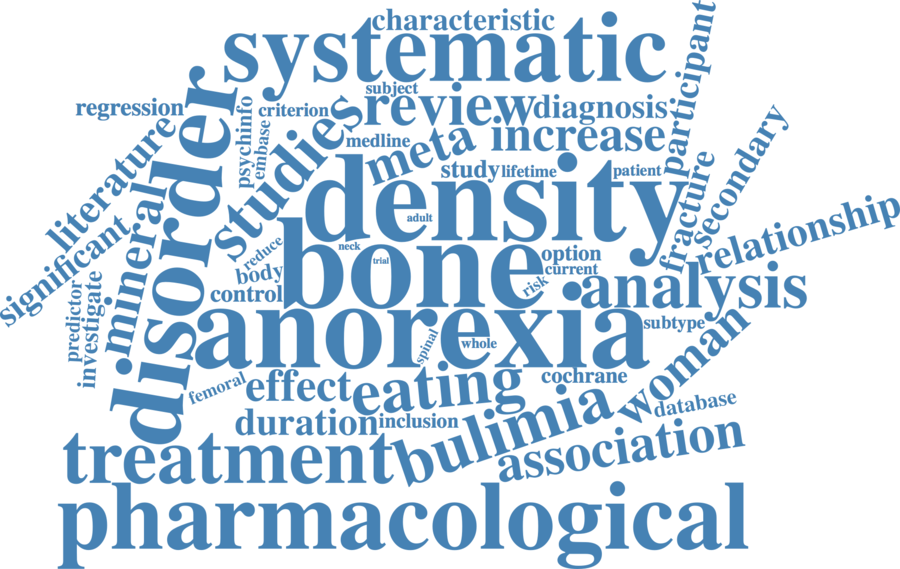 characteristic
systematic
participant
subject
regression
disorder
psychinfo
embase
criterion
studies
review
diagnosis
literature
medline
meta
increase
secondary
study
lifetime
patient
density
fracture
mineral
significant
adult
relationship
reduce
neck
bone
trial
option
body
current
risk
analysis
control
predictor
investigate
anorexia
subtype
spinal
whole
woman
femoral
effect
eating
cochrane
database
duration
inclusion
bulimia
association
treatment
pharmacological